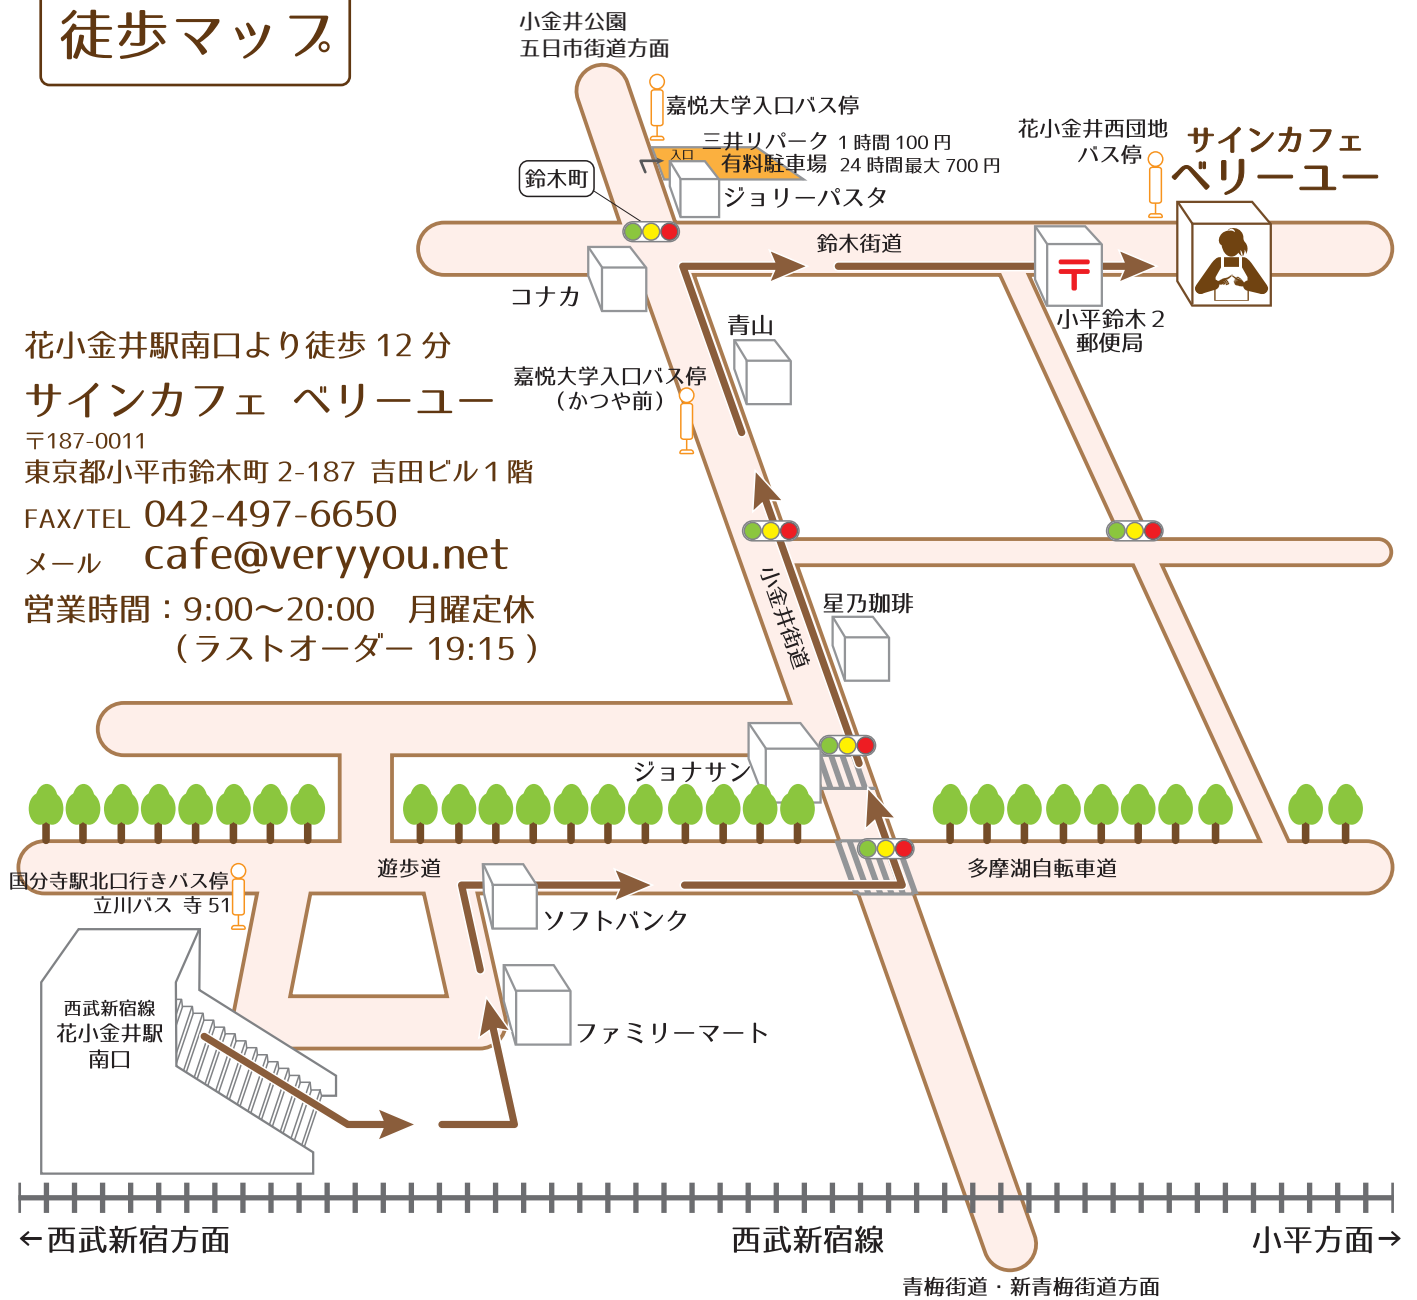 徒歩マップ
小金井公園
五日市街道方面
嘉悦大学入口バス停
三井リパーク 1時間100円
有料駐車場 24時間最大700円
入口
鈴木町
ジョリーパスタ
花小金井西団地
バス停
サインカフェ
ベリーユー
鈴木街道
コナカ
〒
小平鈴木2
郵便局
青山
嘉悦大学入口バス停
（かつや前）
花小金井駅南口より徒歩 12 分
サインカフェ ベリーユー
〒187-0011
東京都小平市鈴木町 2-187 吉田ビル1階
FAX/TEL 042-497-6650
メール cafe@veryyou.net
営業時間：9:00〜20:00 月曜定休
（ラストオーダー 19:15 ）
小金井街道
星乃珈琲
ジョナサン
遊歩道
多摩湖自転車道
国分寺駅北口行きバス停
立川バス 寺51
ソフトバンク
ファミリーマート
西武新宿線
花小金井駅
南口
←西武新宿方面
西武新宿線
小平方面→
青梅街道・新青梅街道方面